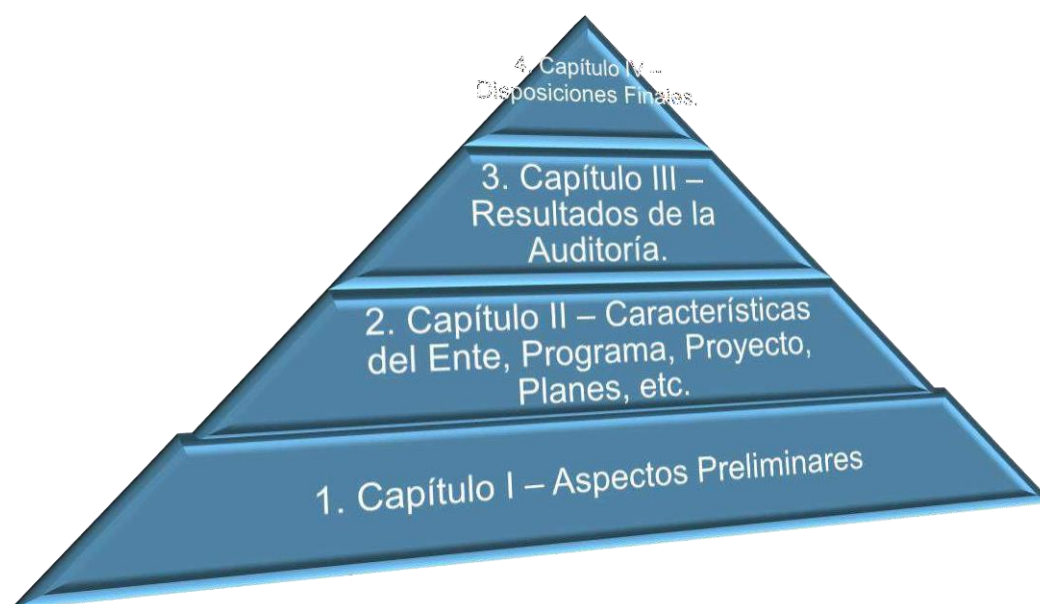 4. Capítulo IV –
Disposiciones Finales.
3. Capítulo III –
Resultados de la
Auditoría.
2. Capítulo II – Características
del Ente, Programa, Proyecto,
Planes, etc.
1. Capítulo I – Aspectos Preliminares